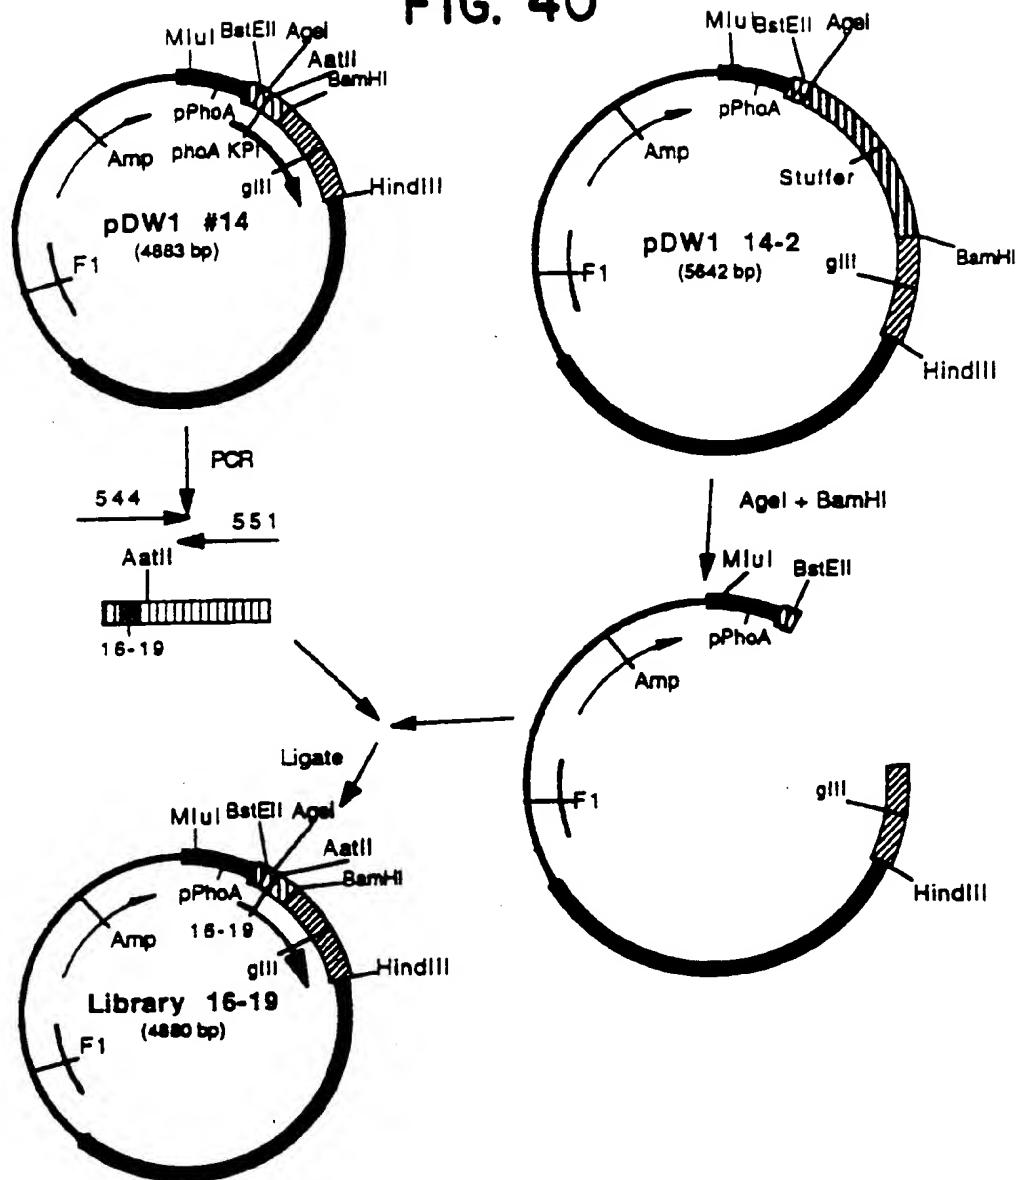 FIG. 40
MluI
BstEII
AgeI
AatII
BamHI
pPhoA
phoA KPI
Amp
gIII
HindIII
pDW1 #14
(4883 bp)
F1
MluI
BstEII
AgeI
pPhoA
Amp
Stuffer
pDW1 14-2
(5642 bp)
gIII
BamHI
F1
HindIII
PCR
544
551
AatII
16-19
AgeI + BamHI
MluI
BstEII
pPhoA
Amp
F1
gIII
HindIII
Ligate
MluI
BstEII
AgeI
AatII
BamHI
pPhoA
16-19
Amp
gIII
HindIII
Library 16-19
(4880 bp)
F1